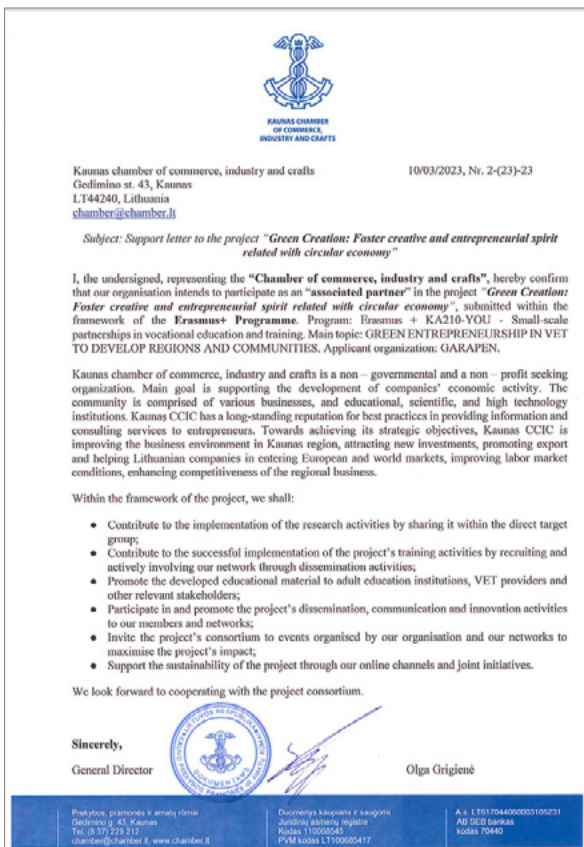 KAUNAS CHAMBER
OF COMMERCE,
INDUSTRY AND CRAFTS
Kaunas chamber of commerce, industry and crafts
10/03/2023, Nr. 2-(23)-23
Gedimino st. 43, Kaunas
LT44240, Lithuania
chamber@chamber.lt
Subject: Support letter to the project "Green Creation: Foster creative and entrepreneurial spirit
related with circular economy"
I, the undersigned, representing the "Chamber of commerce, industry and crafts", hereby confirm
that our organisation intends to participate as an "associated partner" in the project "Green Creation:
Foster creative and entrepreneurial spirit related with circular economy", submitted within the
framework of the Erasmus+ Programme. Program: Erasmus + KA210-YOU - Small-scale
partnerships in vocational education and training. Main topic: GREEN ENTREPRENEURSHIP IN VET
TO DEVELOP REGIONS AND COMMUNITIES. Applicant organization: GARAPEN.
Kaunas chamber of commerce, industry and crafts is a non – governmental and a non – profit seeking
organization. Main goal is supporting the development of companies' economic activity. The
community is comprised of various businesses, and educational, scientific, and high technology
institutions. Kaunas CCIC has a long-standing reputation for best practices in providing information and
consulting services to entrepreneurs. Towards achieving its strategic objectives, Kaunas CCIC is
improving the business environment in Kaunas region, attracting new investments, promoting export
and helping Lithuanian companies in entering European and world markets, improving labor market
conditions, enhancing competitiveness of the regional business.
Within the framework of the project, we shall:
• Contribute to the implementation of the research activities by sharing it within the direct target
group;
• Contribute to the successful implementation of the project's training activities by recruiting and
actively involving our network through dissemination activities;
• Promote the developed educational material to adult education institutions, VET providers and
other relevant stakeholders;
• Participate in and promote the project's dissemination, communication and innovation activities
to our members and networks;
• Invite the project's consortium to events organised by our organisation and our networks to
maximise the project's impact;
• Support the sustainability of the project through our online channels and joint initiatives.
We look forward to cooperating with the project consortium.
Sincerely,
General Director
LIETUVOS RESPUBLIKA
DOKUMENTAMS
Olga Grigienė
Prekybos, pramonės ir amatų rūmai
Gedimino g. 43, Kaunas
Tel. (8 37) 229 212
chamber@chamber.lt, www.chamber.lt
Duomenys kaupiami ir saugomi
Juridinių asmenų registre
Kodas 110068545
PVM kodas LT100685417
A.s. LT617044060003105231
AB SEB bankas
kodas 70440